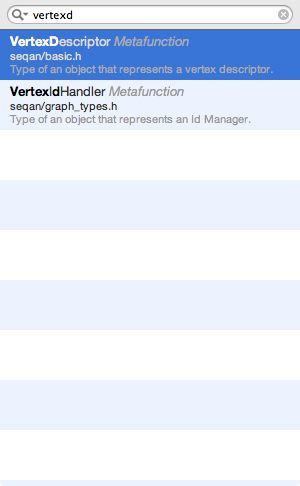 vertexd
VertexDescriptor Metafunction
seqan/basic.h
Type of an object that represents a vertex descriptor.
VertexIdHandler Metafunction
seqan/graph_types.h
Type of an object that represents an Id Manager.